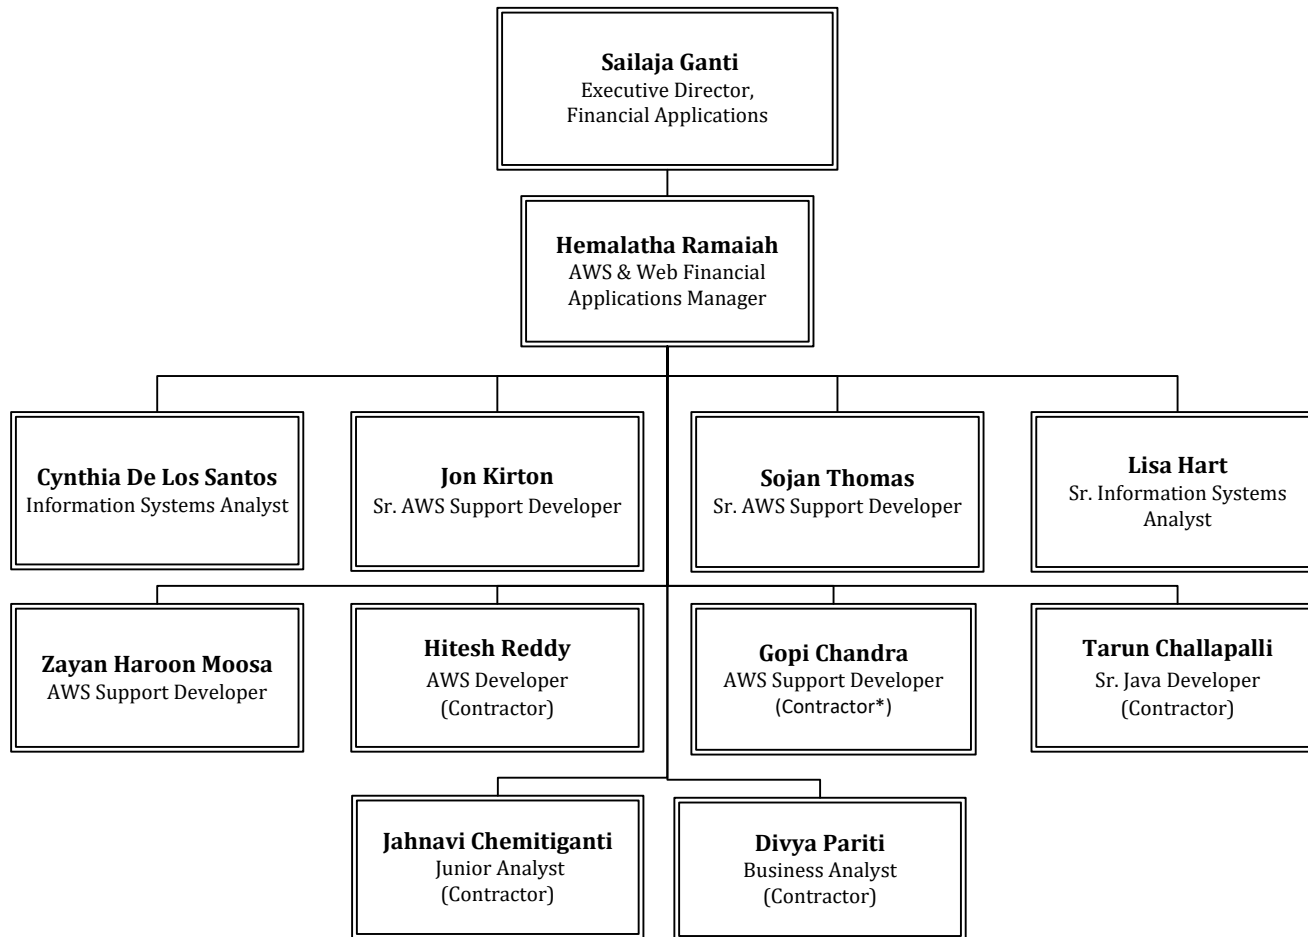 Sailaja Ganti
Executive Director,
Financial Applications
Hemalatha Ramaiah
AWS & Web Financial
Applications Manager
Cynthia De Los Santos
Information Systems Analyst
Jon Kirton
Sr. AWS Support Developer
Sojan Thomas
Sr. AWS Support Developer
Lisa Hart
Sr. Information Systems
Analyst
Zayan Haroon Moosa
AWS Support Developer
Hitesh Reddy
AWS Developer
(Contractor)
Gopi Chandra
AWS Support Developer
(Contractor*)
Tarun Challapalli
Sr. Java Developer
(Contractor)
Jahnavi Chemitiganti
Junior Analyst
(Contractor)
Divya Pariti
Business Analyst
(Contractor)